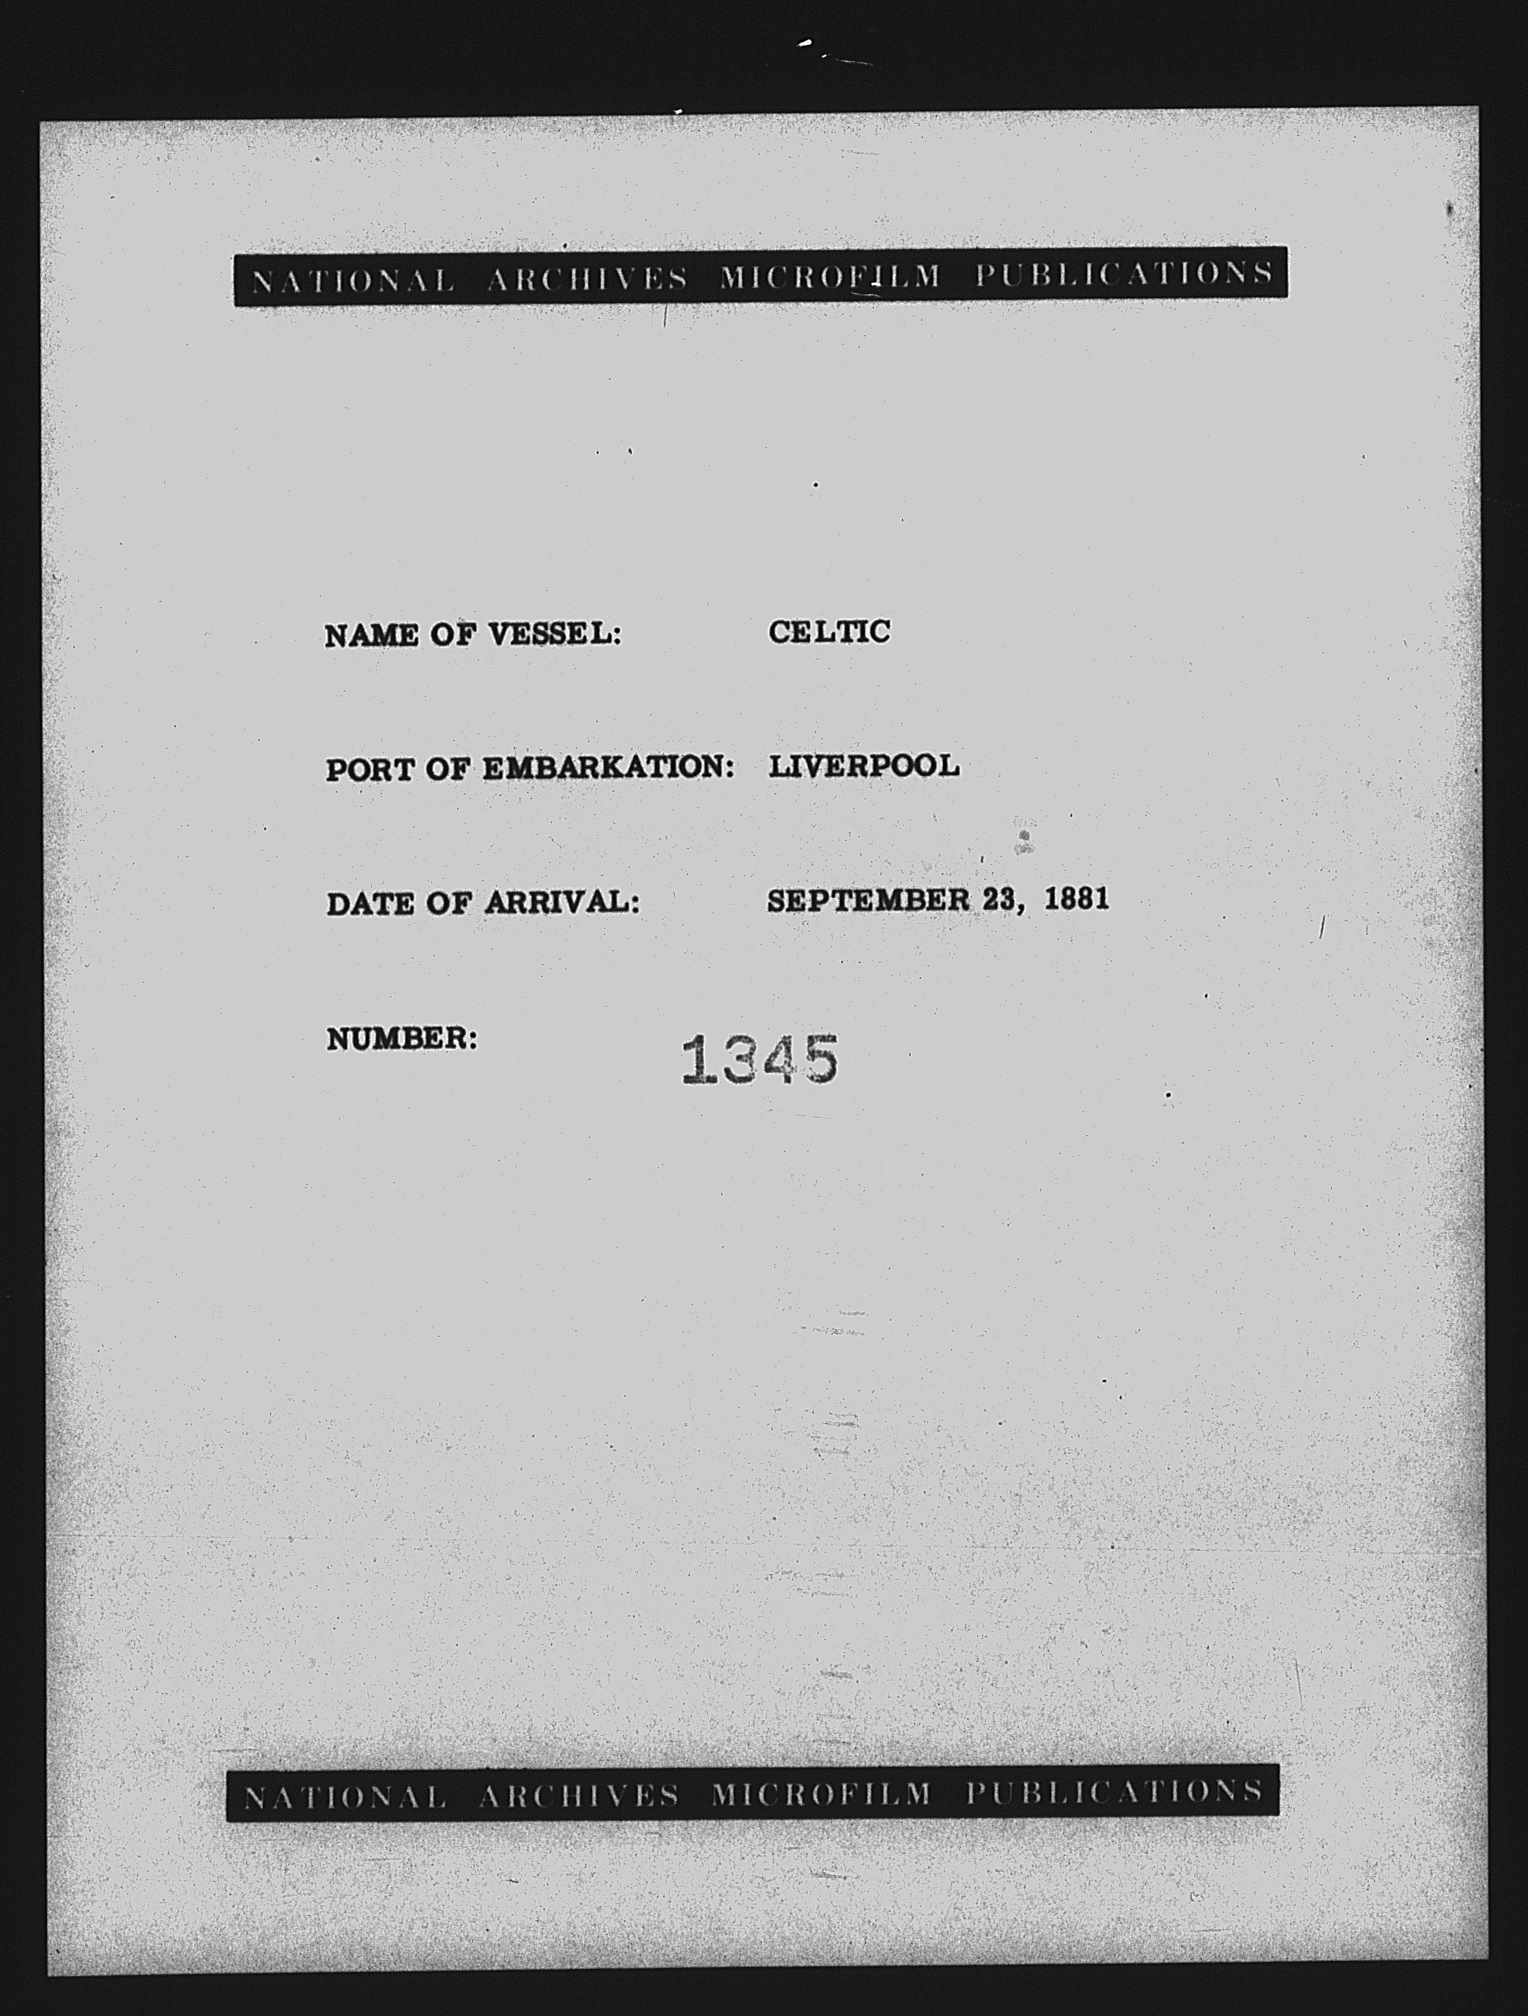 NATIONAL ARCHIVES MICROFILM PUBLICATIONS
NAME OF VESSEL: CELTIC
PORT OF EMBARKATION: LIVERPOOL
DATE OF ARRIVAL: SEPTEMBER 23, 1881
NUMBER: 1345
NATIONAL ARCHIVES MICROFILM PUBLICATIONS